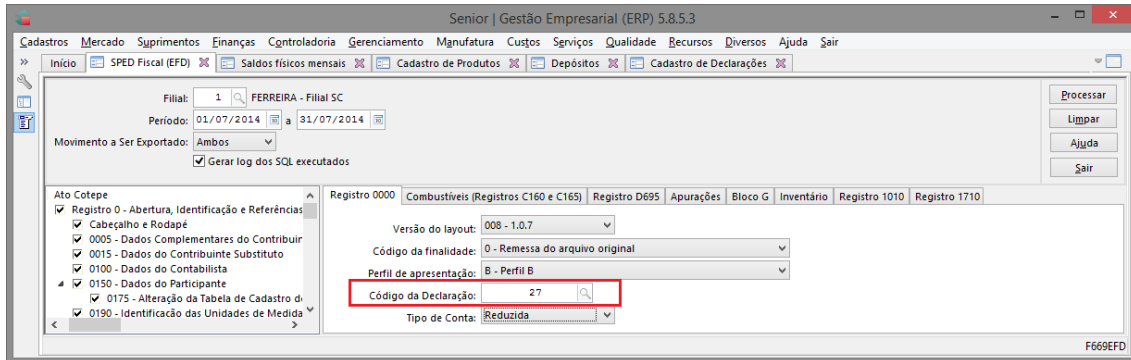 Senior | Gestão Empresarial (ERP) 5.8.5.3
Cadastros Mercado Suprimentos Finanças Controladoria Gerenciamento Manufatura Custos Serviços Qualidade Recursos Diversos Ajuda Sair
Início SPED Fiscal (EFD) Saldos físicos mensais Cadastro de Produtos Depósitos Cadastro de Declarações
Filial: 1 FERREIRA - Filial SC
Período: 01/07/2014 a 31/07/2014
Movimento a Ser Exportado: Ambos
Gerar log dos SQL executados
Processar
Limpar
Ajuda
Sair
Ato Cotepe
Registro 0 - Abertura, Identificação e Referências
Cabeçalho e Rodapé
0005 - Dados Complementares do Contribuir
0015 - Dados do Contribuinte Substituto
0100 - Dados do Contabilista
0150 - Dados do Participante
0175 - Alteração da Tabela de Cadastro d
0190 - Identificação das Unidades de Medida
Registro 0000 Combustíveis (Registros C160 e C165) Registro D695 Apurações Bloco G Inventário Registro 1010 Registro 1710
Versão do layout: 008 - 1.0.7
Código da finalidade: 0 - Remessa do arquivo original
Perfil de apresentação: B - Perfil B
Código da Declaração: 27
Tipo de Conta: Reduzida
F669EFD